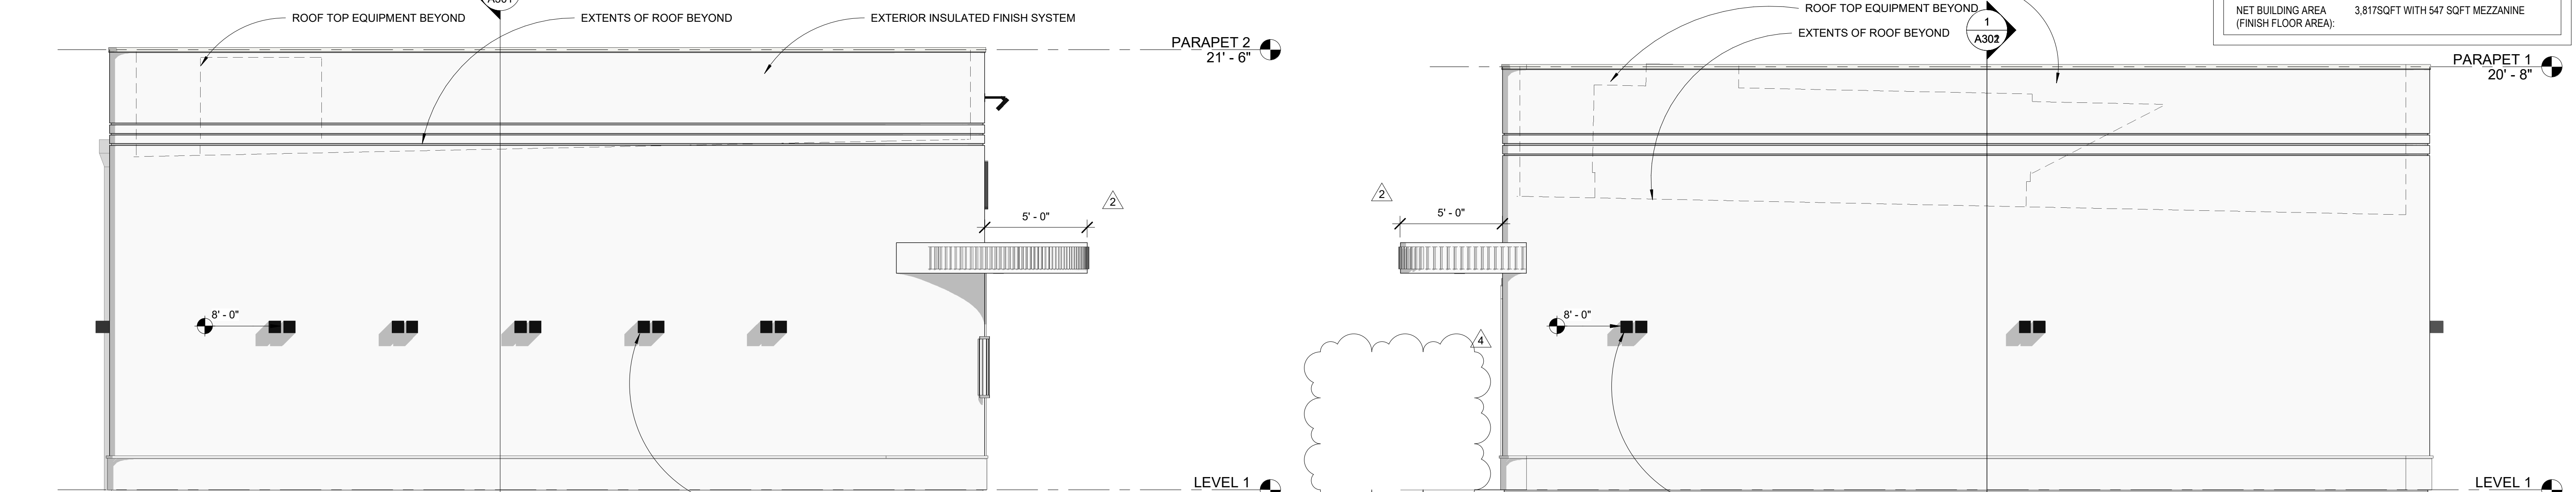 A301
ROOF TOP EQUIPMENT BEYOND
EXTENTS OF ROOF BEYOND
EXTERIOR INSULATED FINISH SYSTEM
PARAPET 2
21' - 6"
5' - 0"
2
8' - 0"
LEVEL 1
ROOF TOP EQUIPMENT BEYOND
EXTENTS OF ROOF BEYOND
1
NET BUILDING AREA 3,817SQFT WITH 547 SQFT MEZZANINE
(FINISH FLOOR AREA):
PARAPET 1
20' - 8"
2
5' - 0"
8' - 0"
4
LEVEL 1